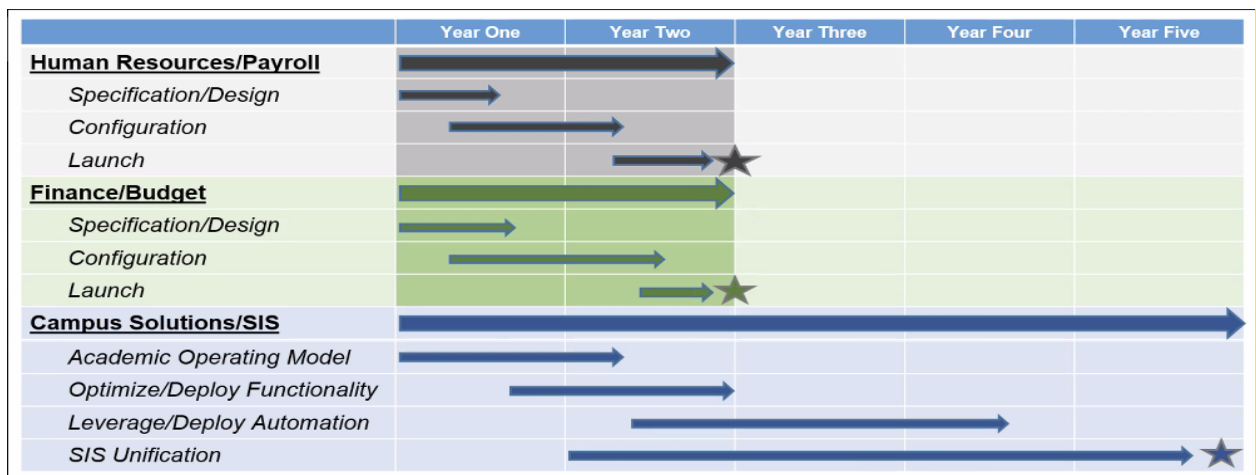 Year One Year Two Year Three Year Four Year Five
Human Resources/Payroll
Specification/Design
Configuration
Launch
Finance/Budget
Specification/Design
Configuration
Launch
Campus Solutions/SIS
Academic Operating Model
Optimize/Deploy Functionality
Leverage/Deploy Automation
SIS Unification